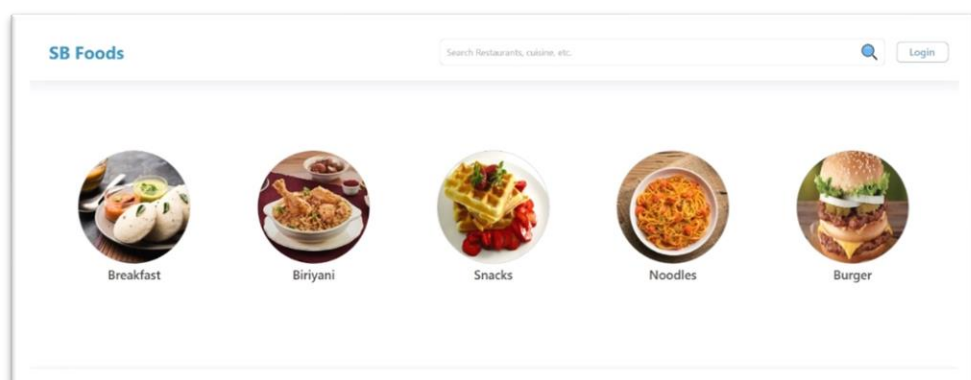 SB Foods
Search Restaurants, cuisine, etc.
Login
Breakfast
Biriyani
Snacks
Noodles
Burger